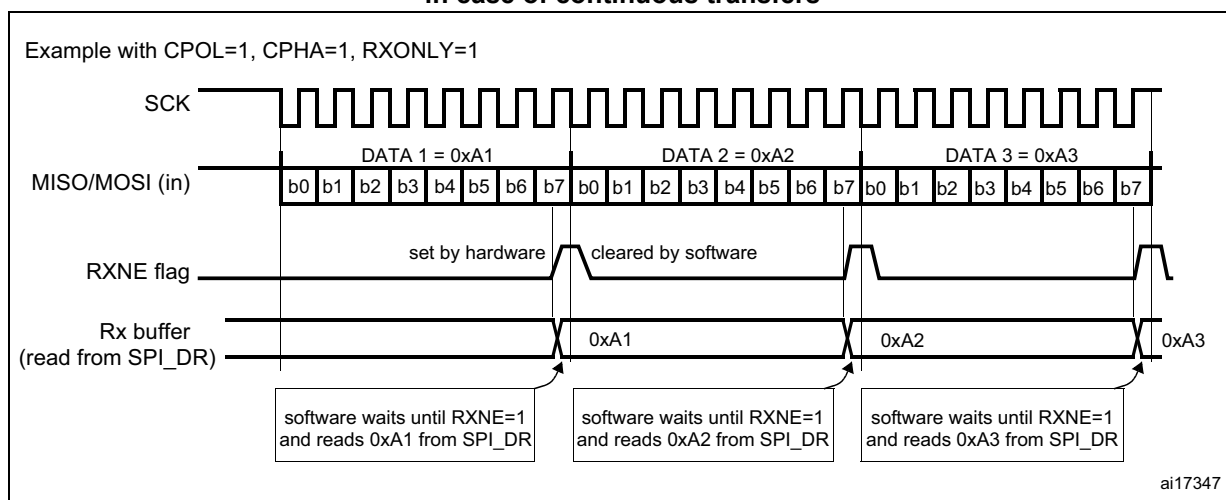 in case of continuous transfers
Example with CPOL=1, CPHA=1, RXONLY=1
SCK
DATA 1 = 0xA1 DATA 2 = 0xA2 DATA 3 = 0xA3
MISO/MOSI (in) b0 b1 b2 b3 b4 b5 b6 b7 b0 b1 b2 b3 b4 b5 b6 b7 b0 b1 b2 b3 b4 b5 b6 b7
set by hardware cleared by software
RXNE flag
Rx buffer
(read from SPI_DR)
0xA1 0xA2 0xA3
software waits until RXNE=1
and reads 0xA1 from SPI_DR
software waits until RXNE=1
and reads 0xA2 from SPI_DR
software waits until RXNE=1
and reads 0xA3 from SPI_DR
ai17347